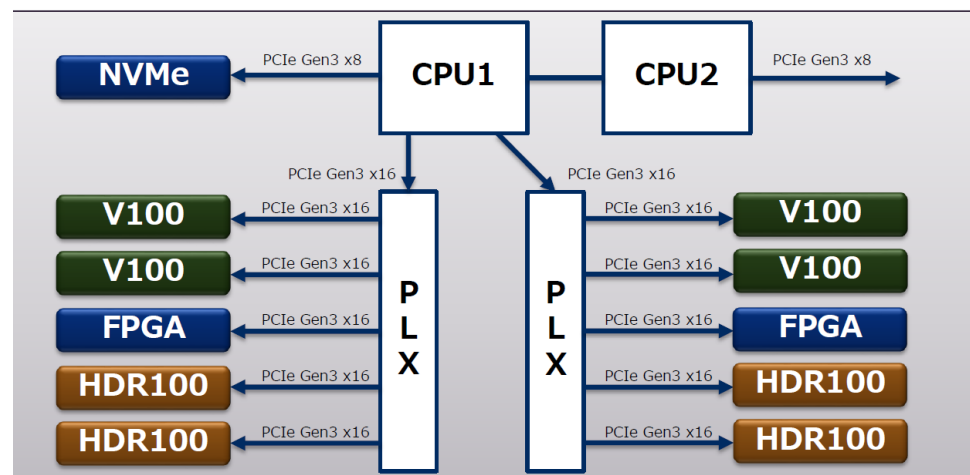 NVMe
PCIe Gen3 x8
CPU1
CPU2
PCIe Gen3 x8
PCIe Gen3 x16
PCIe Gen3 x16
V100
PCIe Gen3 x16
PCIe Gen3 x16
V100
V100
PCIe Gen3 x16
PCIe Gen3 x16
V100
FPGA
PCIe Gen3 x16
PCIe Gen3 x16
FPGA
HDR100
PCIe Gen3 x16
PCIe Gen3 x16
HDR100
HDR100
PCIe Gen3 x16
PCIe Gen3 x16
HDR100
P
L
X
P
L
X